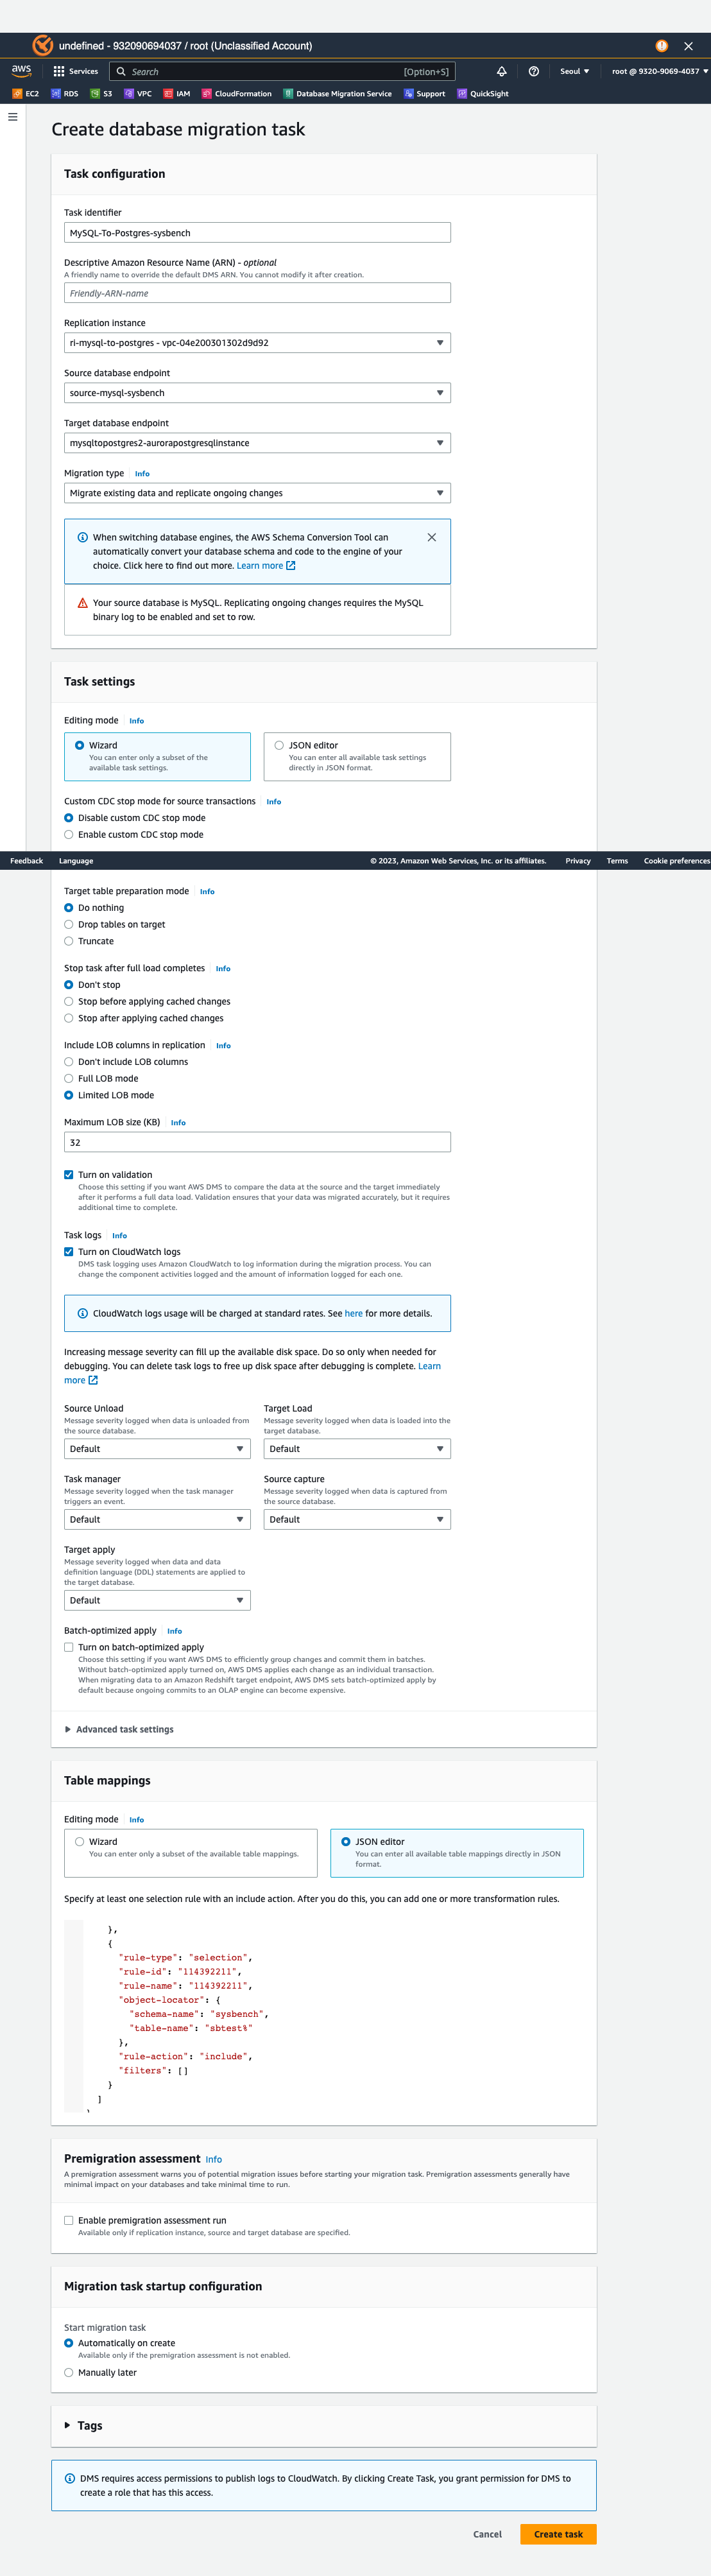 undefined - 932090694037 / root (Unclassified Account)
aws
Services
Search
[Option+S]
Seoul
root @ 9320-9069-4037
EC2
RDS
S3
VPC
IAM
CloudFormation
Database Migration Service
Support
QuickSight
Create database migration task
Task configuration
Task identifier
MySQL-To-Postgres-sysbench
Descriptive Amazon Resource Name (ARN) - optional
A friendly name to override the default DMS ARN. You cannot modify it after creation.
Friendly-ARN-name
Replication instance
ri-mysql-to-postgres - vpc-04e200301302d9d92
Source database endpoint
source-mysql-sysbench
Target database endpoint
mysqltopostgres2-aurorapostgresqlinstance
Migration type Info
Migrate existing data and replicate ongoing changes
When switching database engines, the AWS Schema Conversion Tool can
automatically convert your database schema and code to the engine of your
choice. Click here to find out more. Learn more
Your source database is MySQL. Replicating ongoing changes requires the MySQL
binary log to be enabled and set to row.
Task settings
Editing mode Info
Wizard
You can enter only a subset of the
available task settings.
JSON editor
You can enter all available task settings
directly in JSON format.
Custom CDC stop mode for source transactions Info
Disable custom CDC stop mode
Enable custom CDC stop mode
Feedback
Language
© 2023, Amazon Web Services, Inc. or its affiliates.
Privacy
Terms
Cookie preferences
Target table preparation mode Info
Do nothing
Drop tables on target
Truncate
Stop task after full load completes Info
Don't stop
Stop before applying cached changes
Stop after applying cached changes
Include LOB columns in replication Info
Don't include LOB columns
Full LOB mode
Limited LOB mode
Maximum LOB size (KB) Info
32
Turn on validation
Choose this setting if you want AWS DMS to compare the data at the source and the target immediately
after it performs a full data load. Validation ensures that your data was migrated accurately, but it requires
additional time to complete.
Task logs Info
Turn on CloudWatch logs
DMS task logging uses Amazon CloudWatch to log information during the migration process. You can
change the component activities logged and the amount of information logged for each one.
CloudWatch logs usage will be charged at standard rates. See here for more details.
Increasing message severity can fill up the available disk space. Do so only when needed for
debugging. You can delete task logs to free up disk space after debugging is complete. Learn
more
Source Unload
Message severity logged when data is unloaded from
the source database.
Default
Target Load
Message severity logged when data is loaded into the
target database.
Default
Task manager
Message severity logged when the task manager
triggers an event.
Default
Source capture
Message severity logged when data is captured from
the source database.
Default
Target apply
Message severity logged when data and data
definition language (DDL) statements are applied to
the target database.
Default
Batch-optimized apply Info
Turn on batch-optimized apply
Choose this setting if you want AWS DMS to efficiently group changes and commit them in batches.
Without batch-optimized apply turned on, AWS DMS applies each change as an individual transaction.
When migrating data to an Amazon Redshift target endpoint, AWS DMS sets batch-optimized apply by
default because ongoing commits to an OLAP engine can become expensive.
Advanced task settings
Table mappings
Editing mode Info
Wizard
You can enter only a subset of the available table mappings.
JSON editor
You can enter all available table mappings directly in JSON
format.
Specify at least one selection rule with an include action. After you do this, you can add one or more transformation rules.
},
{
"rule-type": "selection",
"rule-id": "114392211",
"rule-name": "114392211",
"object-locator": {
"schema-name": "sysbench",
"table-name": "sbtest%"
},
"rule-action": "include",
"filters": []
}
]
Premigration assessment Info
A premigration assessment warns you of potential migration issues before starting your migration task. Premigration assessments generally have
minimal impact on your databases and take minimal time to run.
Enable premigration assessment run
Available only if replication instance, source and target database are specified.
Migration task startup configuration
Start migration task
Automatically on create
Available only if the premigration assessment is not enabled.
Manually later
Tags
DMS requires access permissions to publish logs to CloudWatch. By clicking Create Task, you grant permission for DMS to
create a role that has this access.
Cancel
Create task